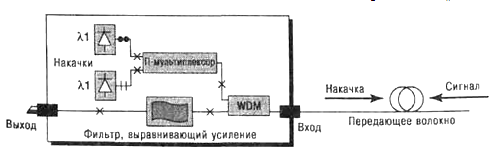 λ1
Накачки
П-мультиплексор
λ1
WDM
Выход
Фильтр, выравнивающий усиление
Вход
Накачка
Сигнал
Передающее волокно